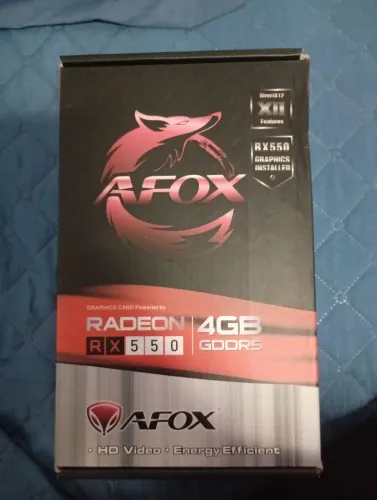 DirectX12
XII
Features
RX550
GRAPHICS
INSTALLED
AFOX
GRAPHICS CARD Powered by
RADEON
RX550
4GB
GDDR5
AFOX
• HD Video • Energy Efficient